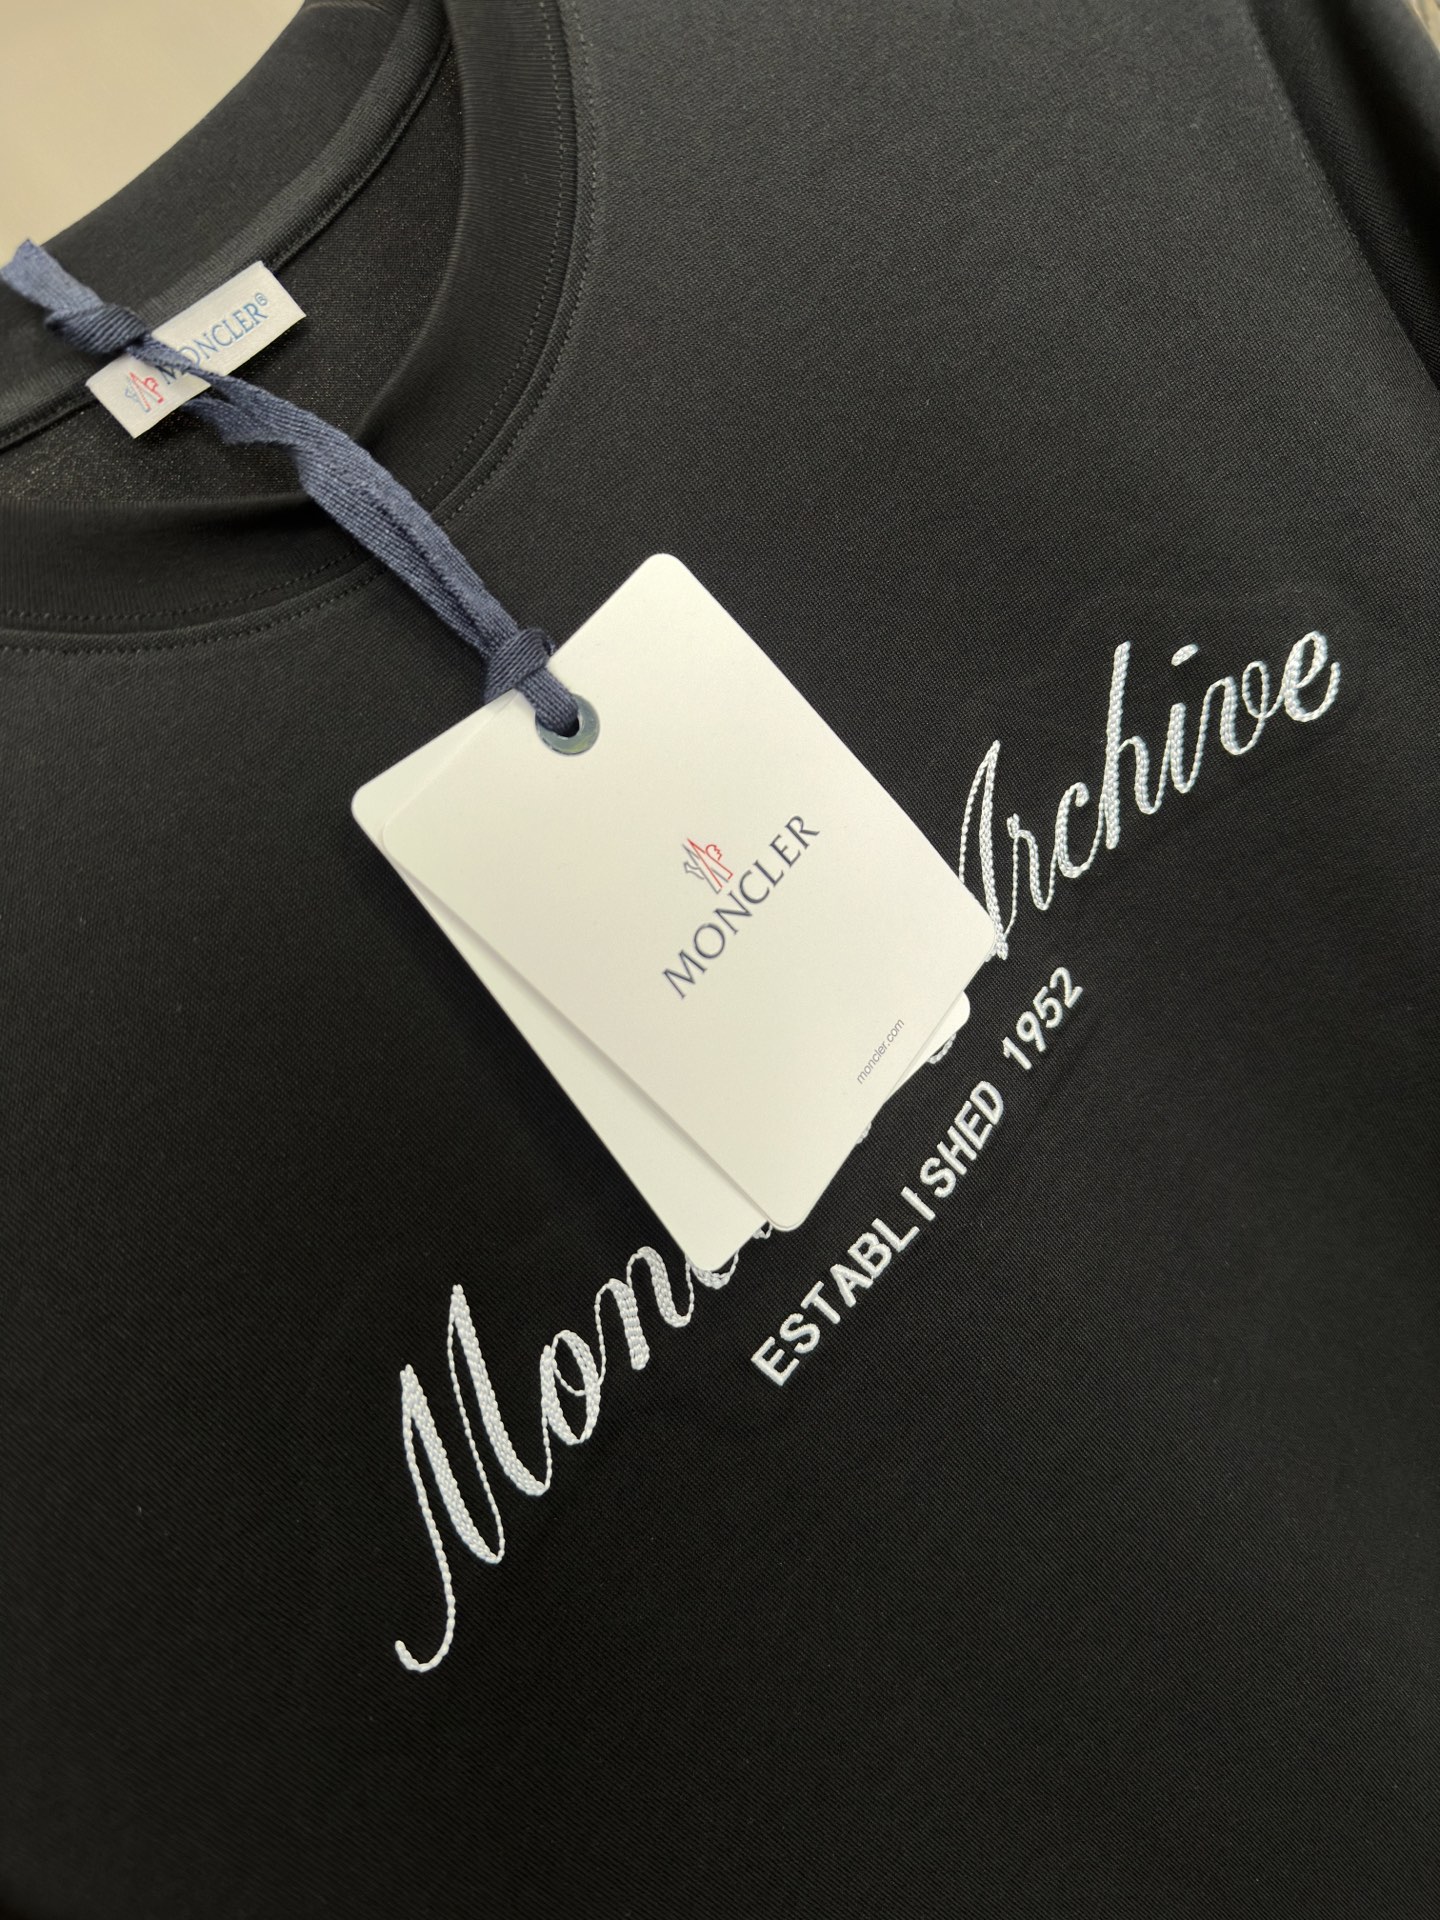 MONCLER®
MONCLER
moncler.com
Archive
ESTABLISHED 1952